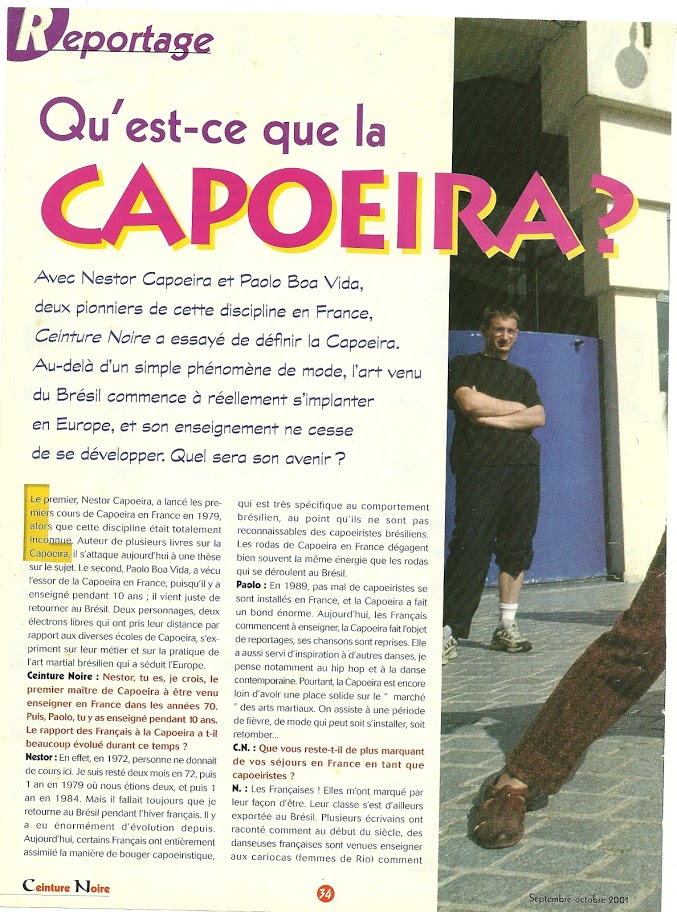 Reportage
Qu'est-ce que la
CAPOEIRA ?
Avec Nestor Capoeira et Paolo Boa Vida,
deux pionniers de cette discipline en France,
Ceinture Noire a essayé de définir la Capoeira.
Au-delà d'un simple phénomène de mode, l'art venu
du Brésil commence à réellement s'implanter
en Europe, et son enseignement ne cesse
de se développer. Quel sera son avenir ?
Le premier, Nestor Capoeira, a lancé les pre-
miers cours de Capoeira en France en 1979,
alors que cette discipline était totalement
inconnue. Auteur de plusieurs livres sur la
Capoeira, il s'attaque aujourd'hui à une thèse
sur le sujet. Le second, Paolo Boa Vida, a vécu
l'essor de la Capoeira en France, puisqu'il y a
enseigné pendant 10 ans ; il vient juste de
retourner au Brésil. Deux personnages, deux
électrons libres qui ont pris leur distance par
rapport aux diverses écoles de Capoeira, s'ex-
priment sur leur métier et sur la pratique de
l'art martial brésilien qui a séduit l'Europe.
Ceinture Noire : Nestor, tu es, je crois, le
premier maître de Capoeira à être venu
enseigner en France dans les années 70.
Puis, Paolo, tu y as enseigné pendant 10 ans.
Le rapport des Français à la Capoeira a t-il
beaucoup évolué durant ce temps ?
Nestor : En effet, en 1972, personne ne donnait
de cours ici. Je suis resté deux mois en 72, puis
1 an en 1979 où nous étions deux, et puis 1
an en 1984. Mais il fallait toujours que je
retourne au Brésil pendant l'hiver français. Il y
a eu énormément d'évolution depuis.
Aujourd'hui, certains Français ont entièrement
assimilé la manière de bouger capoeiristique,
qui est très spécifique au comportement
brésilien, au point qu'ils ne sont pas
reconnaissables des capoeiristes brésiliens.
Les rodas de Capoeira en France dégagent
bien souvent la même énergie que les rodas
qui se déroulent au Brésil.
Paolo : En 1989, pas mal de capoeiristes se
sont installés en France, et la Capoeira a fait
un bond énorme. Aujourd'hui, les Français
commencent à enseigner, la Capoeira fait l'objet
de reportages, ses chansons sont reprises. Elle
a aussi servi d'inspiration à d'autres danses, je
pense notamment au hip hop et à la danse
contemporaine. Pourtant, la Capoeira est encore
loin d'avoir une place solide sur le " marché
" des arts martiaux. On assiste à une période
de fièvre, de mode qui peut soit s'installer, soit
retomber...
C.N. : Que vous reste-t-il de plus marquant
de vos séjours en France en tant que
capoeiristes ?
N. : Les Françaises ! Elles m'ont marqué par
leur façon d'être. Leur classe s'est d'ailleurs
exportée au Brésil. Plusieurs écrivains ont
raconté comment au début du siècle, des
danseuses françaises sont venues enseigner
aux cariocas (femmes de Rio) comment
Ceinture Noire
34
Septembre-octobre 2001